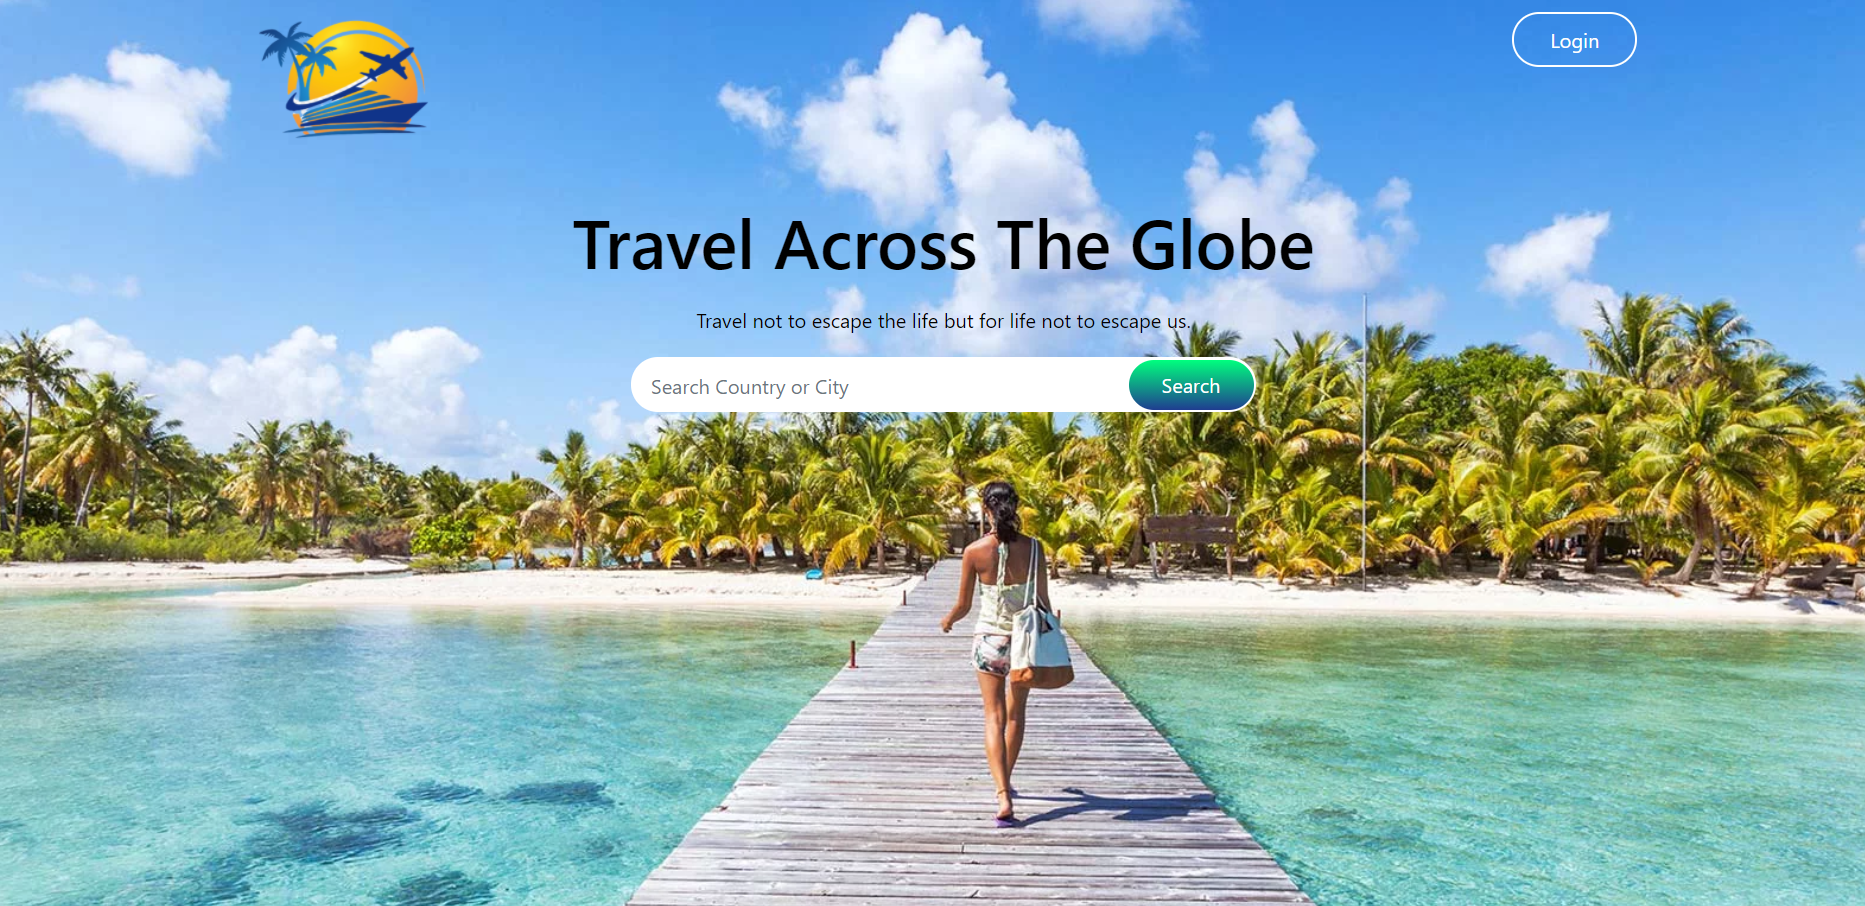 Login
Travel Across The Globe
Travel not to escape the life but for life not to escape us.
Search Country or City
Search